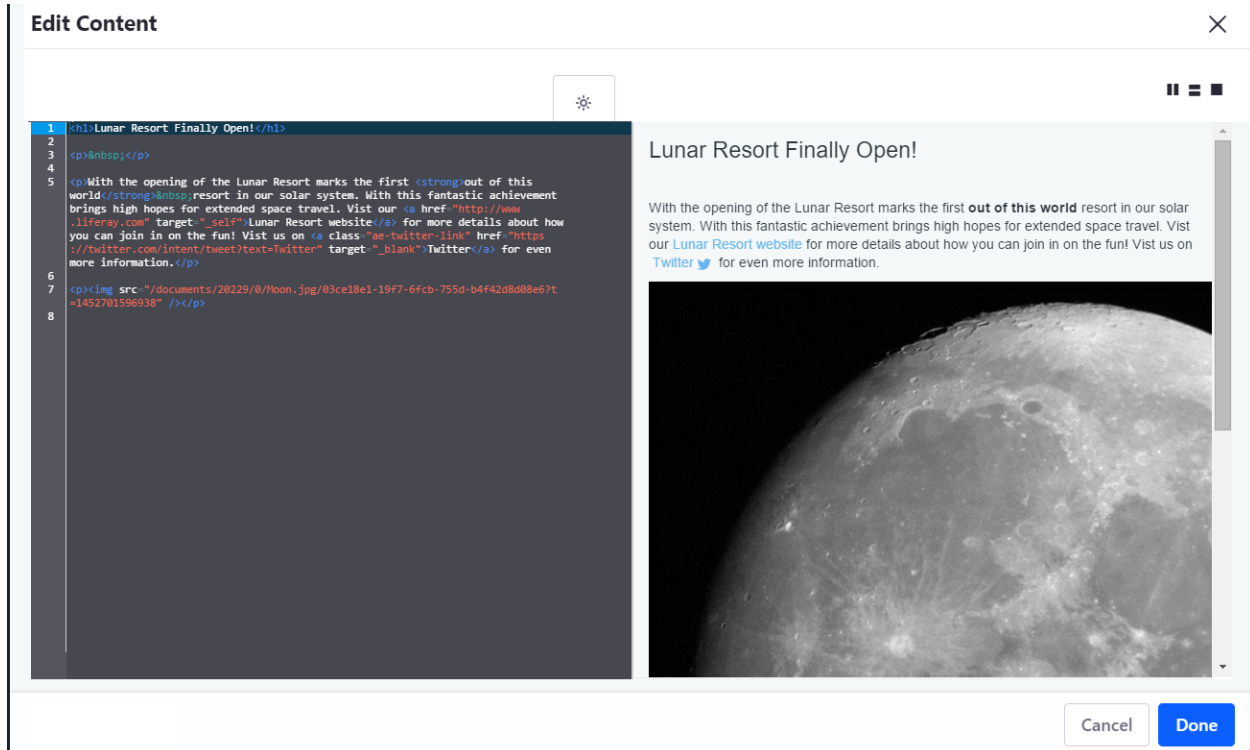 Edit Content
1 <h1>Lunar Resort Finally Open!</h1>
2
3 <p>&nbsp;</p>
4
5 <p>With the opening of the Lunar Resort marks the first <strong>out of this
world</strong>&nbsp;resort in our solar system. With this fantastic achievement
brings high hopes for extended space travel. Vist our <a href="http://www
.liferay.com" target="_self">Lunar Resort website</a> for more details about how
you can join in on the fun! Vist us on <a class="ae-twitter-link" href="https
://twitter.com/intent/tweet?text=Twitter" target="_blank">Twitter</a> for even
more information.</p>
6
7 <p><img src="/documents/20229/0/Moon.jpg/03ce18e1-19f7-6fcb-755d-b4f42d8d08e6?t
=1452701596938" /></p>
8
Lunar Resort Finally Open!
With the opening of the Lunar Resort marks the first out of this world resort in our solar
system. With this fantastic achievement brings high hopes for extended space travel. Vist
our Lunar Resort website for more details about how you can join in on the fun! Vist us on
Twitter for even more information.
Cancel
Done